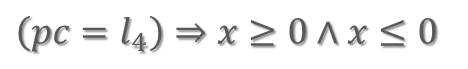 (pc = l₄) ⇒ x ≥ 0 ∧ x ≤ 0